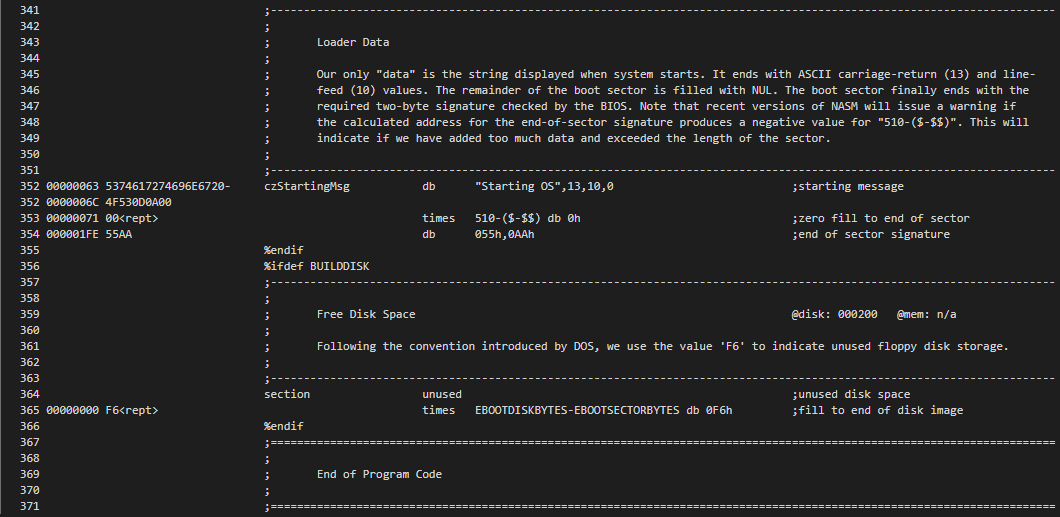 341 ;-----------------------------------------------------------------------------------------------------------------------
342 ;
343 ; Loader Data
344 ;
345 ; Our only "data" is the string displayed when system starts. It ends with ASCII carriage-return (13) and line-
346 ; feed (10) values. The remainder of the boot sector is filled with NUL. The boot sector finally ends with the
347 ; required two-byte signature checked by the BIOS. Note that recent versions of NASM will issue a warning if
348 ; the calculated address for the end-of-sector signature produces a negative value for "510-($-$$)". This will
349 ; indicate if we have added too much data and exceeded the length of the sector.
350 ;
351 ;-----------------------------------------------------------------------------------------------------------------------
352 00000063 5374617274696E6720- czStartingMsg db "Starting OS",13,10,0 ;starting message
352 0000006C 4F530D0A00
353 00000071 00<rept> times 510-($-$$) db 0h ;zero fill to end of sector
354 000001FE 55AA db 055h,0AAh ;end of sector signature
355 %endif
356 %ifdef BUILDDISK
357 ;-----------------------------------------------------------------------------------------------------------------------
358 ;
359 ; Free Disk Space @disk: 000200 @mem: n/a
360 ;
361 ; Following the convention introduced by DOS, we use the value 'F6' to indicate unused floppy disk storage.
362 ;
363 ;-----------------------------------------------------------------------------------------------------------------------
364 section unused ;unused disk space
365 00000000 F6<rept> times EBOOTDISKBYTES-EBOOTSECTORBYTES db 0F6h ;fill to end of disk image
366 %endif
367 ;=======================================================================================================================
368 ;
369 ; End of Program Code
370 ;
371 ;=======================================================================================================================